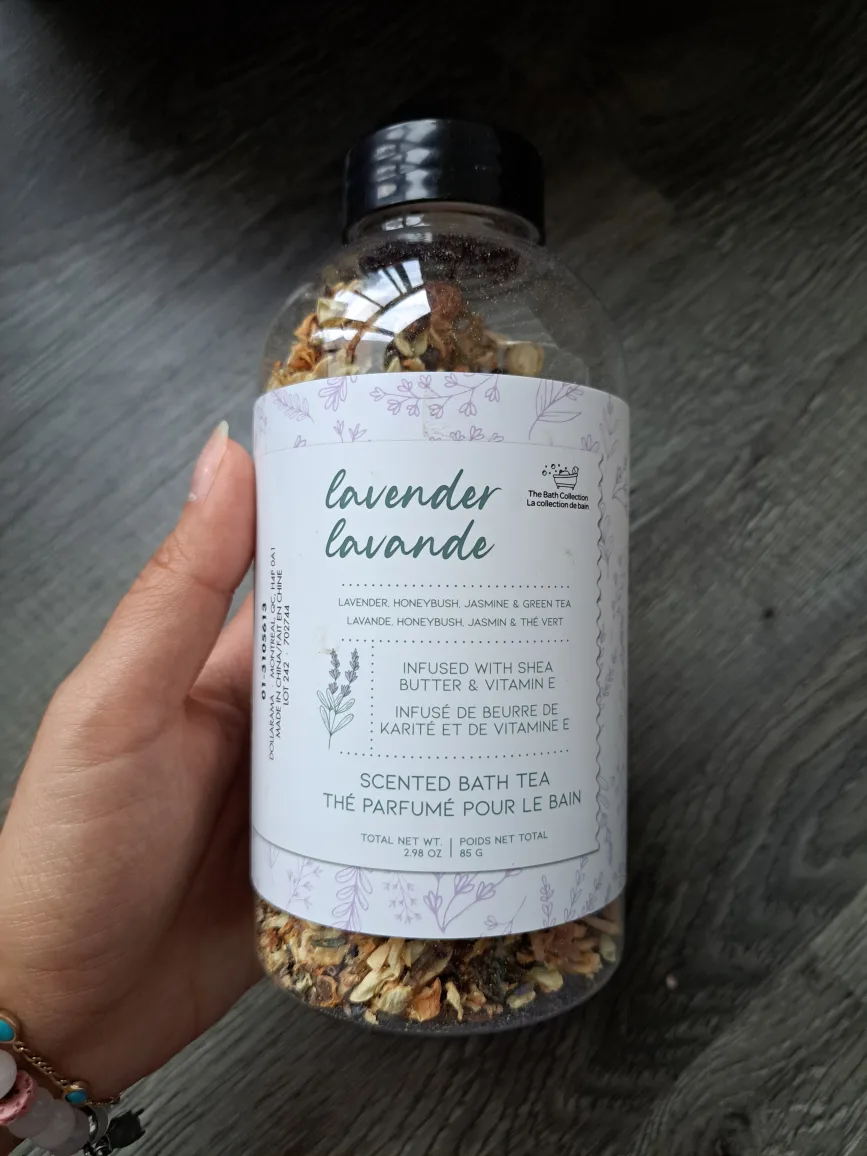 lavender
lavande
The Bath Collection
La collection de bain
LAVENDER, HONEYBUSH, JASMINE & GREEN TEA
LAVANDE, HONEYBUSH, JASMIN & THÉ VERT
INFUSED WITH SHEA
BUTTER & VITAMIN E
INFUSÉ DE BEURRE DE
KARITÉ ET DE VITAMINE E
SCENTED BATH TEA
THÉ PARFUMÉ POUR LE BAIN
TOTAL NET WT. | POIDS NET TOTAL
2.98 OZ | 85 G
01-3105613
DOLLARAMA - MONTREAL, QC, H4P 0A1
MADE IN CHINA/FAIT EN CHINE
LOT 242 - 702744